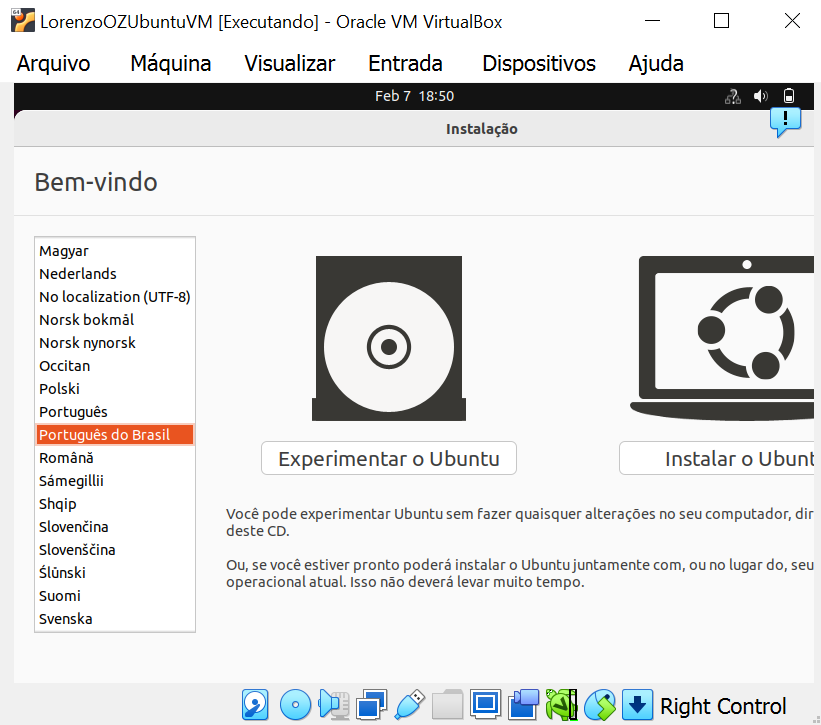 LorenzoOZUbuntuVM [Executando] - Oracle VM VirtualBox
Arquivo Máquina Visualizar Entrada Dispositivos Ajuda
Feb 7 18:50
Instalação
Bem-vindo
Magyar
Nederlands
No localization (UTF-8)
Norsk bokmål
Norsk nynorsk
Occitan
Polski
Português
Português do Brasil
Română
Sámegillii
Shqip
Slovenčina
Slovenščina
Ślůnski
Suomi
Svenska
Experimentar o Ubuntu
Instalar o Ubunt
Você pode experimentar Ubuntu sem fazer quaisquer alterações no seu computador, dir
deste CD.
Ou, se você estiver pronto poderá instalar o Ubuntu juntamente com, ou no lugar do, seu
operacional atual. Isso não deverá levar muito tempo.
Right Control